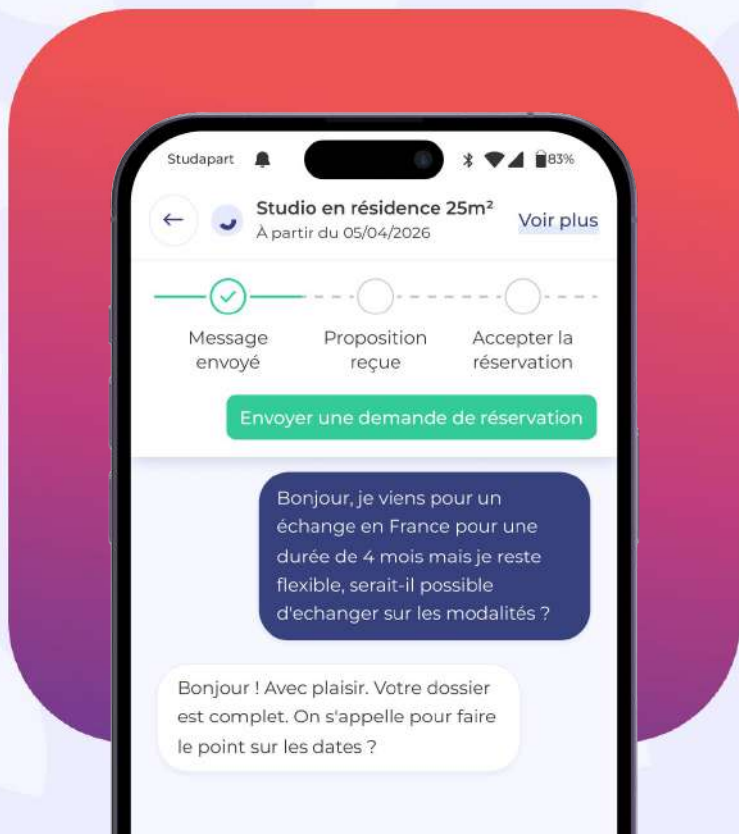 Studapart
83%
Studio en résidence 25m²
À partir du 05/04/2026
Voir plus
Message
envoyé
Proposition
reçue
Accepter la
réservation
Envoyer une demande de réservation
Bonjour, je viens pour un
échange en France pour une
durée de 4 mois mais je reste
flexible, serait-il possible
d'echanger sur les modalités ?
Bonjour ! Avec plaisir. Votre dossier
est complet. On s'appelle pour faire
le point sur les dates ?